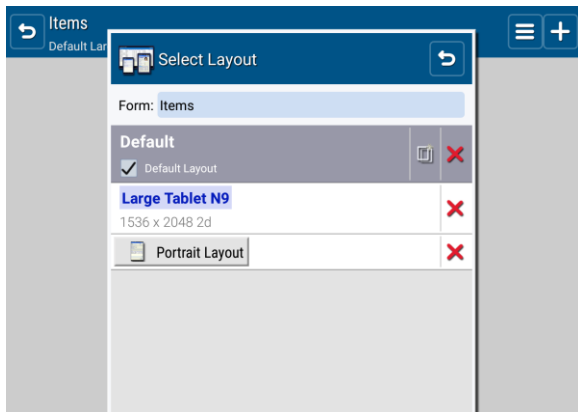 Items
Default Lar
Select Layout
Form: Items
Default
Default Layout
Large Tablet N9
1536 x 2048 2d
Portrait Layout